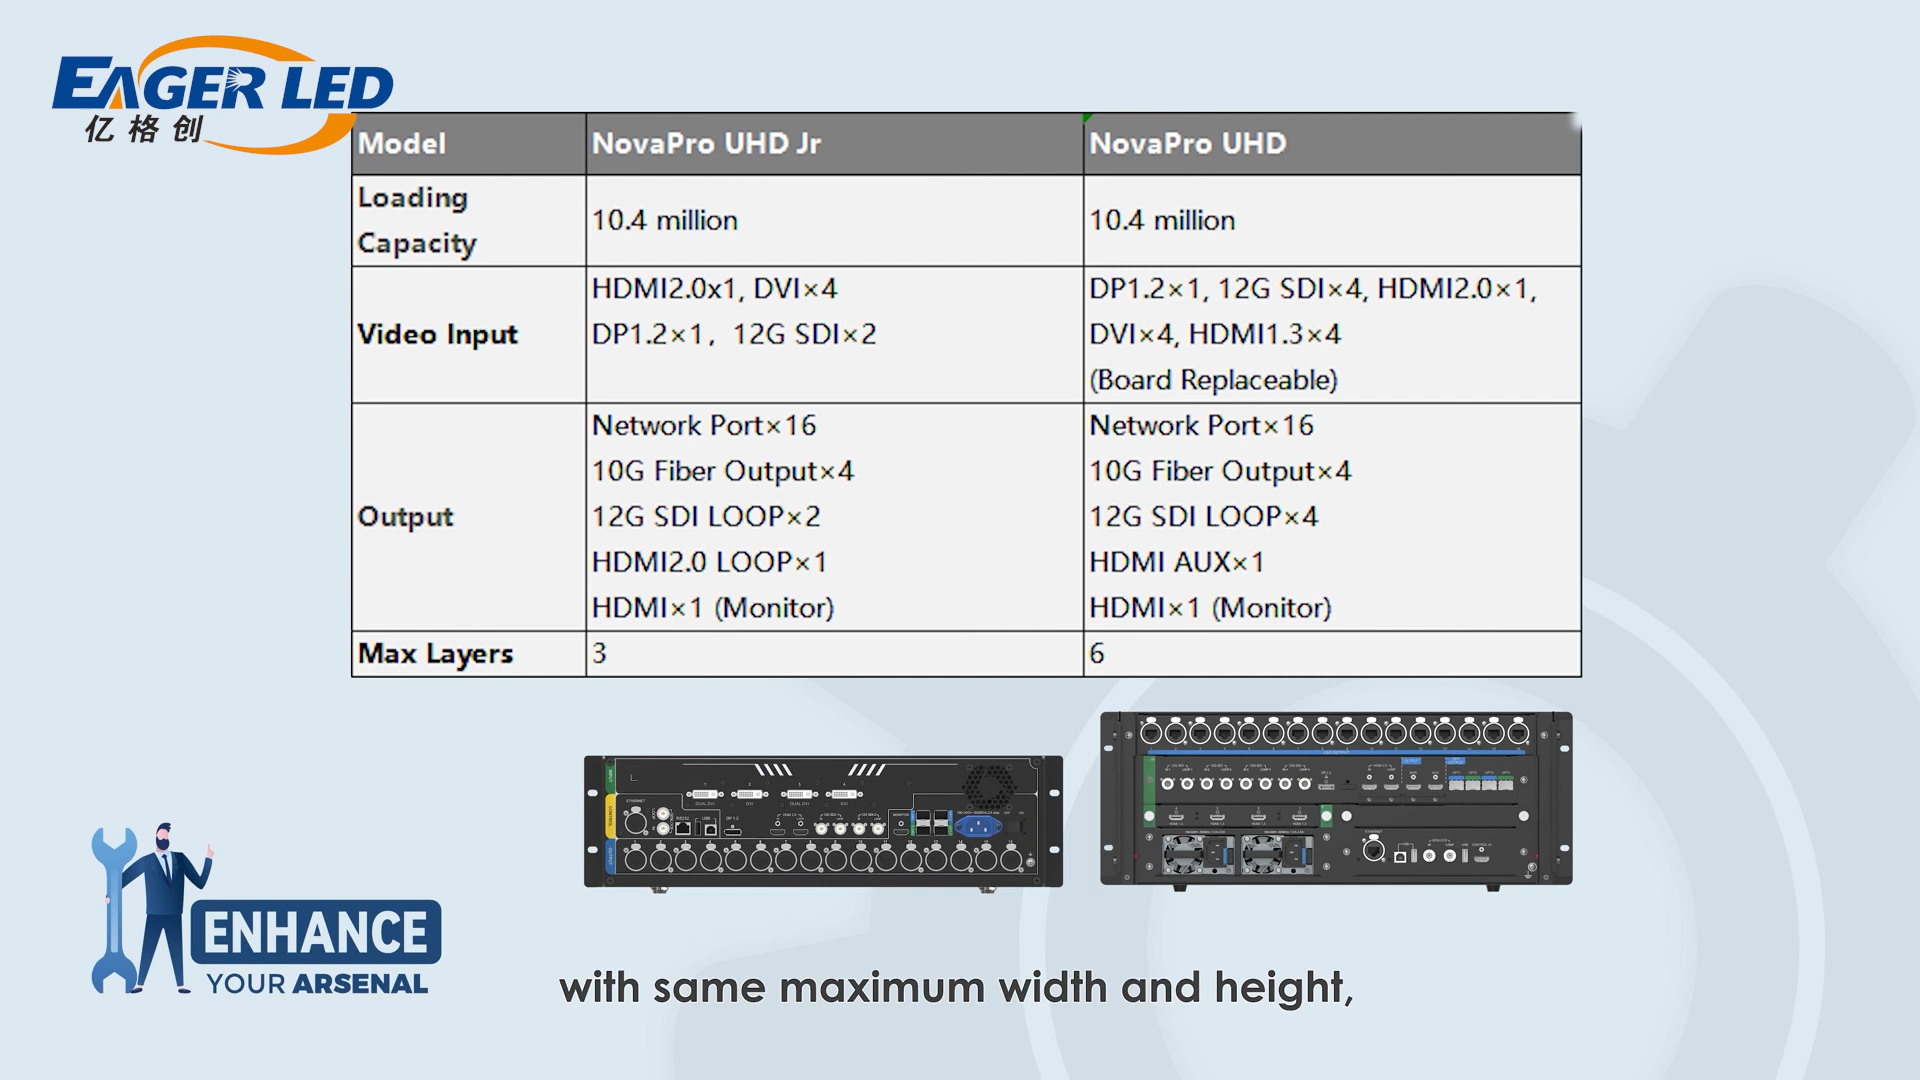 EAGER LED
亿格创
Model
NovaPro UHD Jr
NovaPro UHD
Loading
Capacity
10.4 million
10.4 million
Video Input
HDMI2.0x1, DVI×4
DP1.2×1, 12G SDI×2
DP1.2×1, 12G SDI×4, HDMI2.0×1,
DVI×4, HDMI1.3×4
(Board Replaceable)
Output
Network Port×16
10G Fiber Output×4
12G SDI LOOP×2
HDMI2.0 LOOP×1
HDMI×1 (Monitor)
Network Port×16
10G Fiber Output×4
12G SDI LOOP×4
HDMI AUX×1
HDMI×1 (Monitor)
Max Layers
3
6
ENHANCE
YOUR ARSENAL
with same maximum width and height,